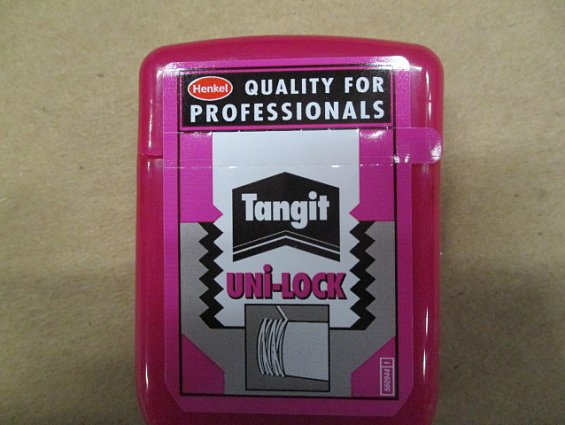 Henkel
QUALITY FOR
PROFESSIONALS
Tangit
UNi-LOCK